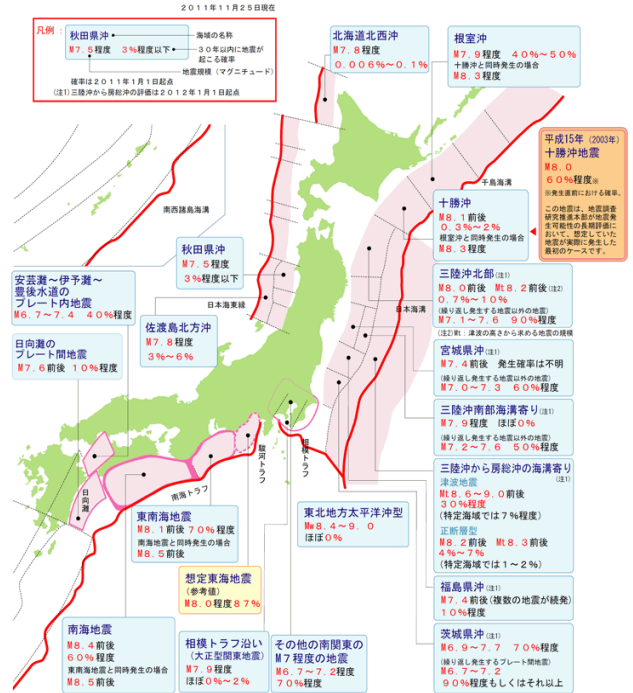 2011年11月25日現在
凡例：
秋田県沖
M7.5程度 3%程度以下
海域の名称
30年以内に地震が
起こる確率
地震規模（マグニチュード）
確率は2011年1月1日起点
(注1)三陸沖から房総沖の評価は2012年1月1日起点
北海道北西沖
M7.8程度
0.006%~0.1%
根室沖
M7.9程度 40%~50%
十勝沖と同時発生の場合
M8.3程度
平成15年（2003年）
十勝沖地震
M8.0
60%程度※
※発生直前における確率。
この地震は、地震調査
研究推進本部が地震発
生可能性の長期評価に
おいて、想定していた
地震が実際に発生した
最初のケースです。
千島海溝
十勝沖
M8.1前後
0.3%~2%
根室沖と同時発生の場合
M8.3程度
南西諸島海溝
秋田県沖
M7.5程度
3%程度以下
日本海東縁
佐渡島北方沖
M7.8程度
3%~6%
安芸灘~伊予灘~
豊後水道の
プレート内地震
M6.7~7.4 40%程度
日向灘の
プレート間地震
M7.6前後 10%程度
日本海溝
三陸沖北部(注1)
M8.0前後 Mt8.2前後(注2)
0.7%~10%
(繰り返し発生する地震以外の地震)
M7.1~7.6 90%程度
(注2)Mt：津波の高さから求める地震の規模
宮城県沖(注1)
M7.4前後 発生確率は不明
(繰り返し発生する地震以外の地震)
M7.0~7.3 60%程度
三陸沖南部海溝寄り(注1)
M7.9程度 ほぼ0%
(繰り返し発生する地震以外の地震)
M7.2~7.6 50%程度
三陸沖から房総沖の海溝寄り
(注1)
津波地震
Mt8.6~9.0前後
30%程度
(特定海域では7%程度)
正断層型
M8.2前後 Mt8.3前後
4%~7%
(特定海域では1~2%)
福島県沖(注1)
M7.4前後(複数の地震が続発)
10%程度
茨城県沖(注1)
M6.9~7.7 70%程度
(繰り返し発生するプレート間地震)
M6.7~7.2
90%程度もしくはそれ以上
日向灘
南海トラフ
駿河トラフ
相模トラフ
東南海地震
M8.1前後 70%程度
南海地震と同時発生の場合
M8.5前後
東北地方太平洋沖型
Mw8.4~9.0
ほぼ0%
想定東海地震
(参考値)
M8.0程度87%
南海地震
M8.4前後
60%程度
東南海地震と同時発生の場合
M8.5前後
相模トラフ沿い
(大正型関東地震)
M7.9程度
ほぼ0%~2%
その他の南関東の
M7程度の地震
M6.7~7.2程度
70%程度